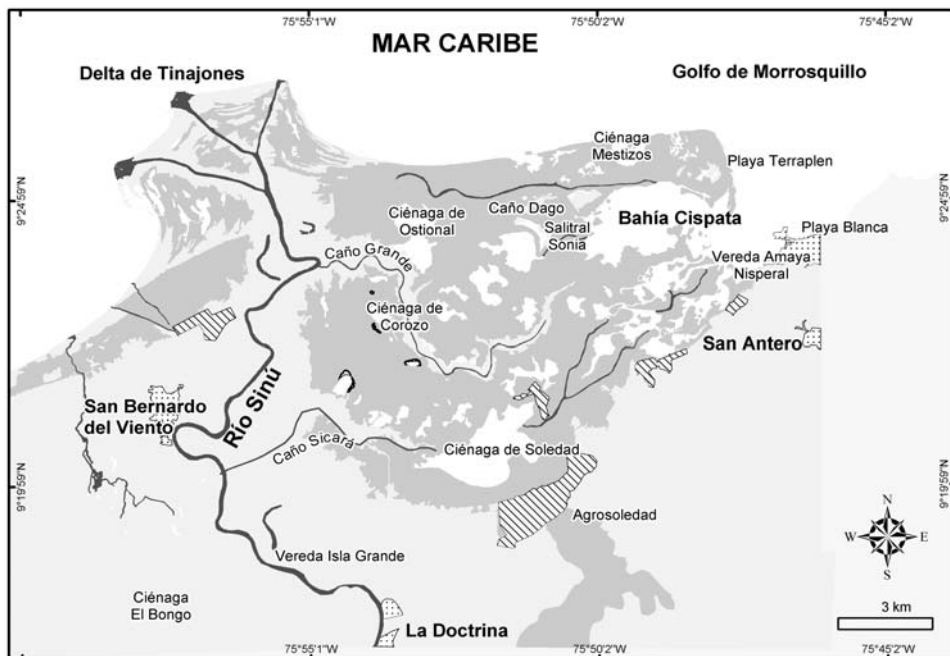 75°55'1"W
75°50'2"W
75°45'2"W
MAR CARIBE
Delta de Tinajones
Golfo de Morrosquillo
Ciénaga
Mestizos
Playa Terraplen
9°24'59"N
9°24'59"N
Caño Dago
Ciénaga de
Ostional
Bahía Cispata
Salitral
Sonia
Playa Blanca
Caño Grande
Vereda Amaya
Nisperal
Ciénaga de
Corozo
San Antero
San Bernardo
del Viento
Río Sinú
Caño Sicará
Ciénaga de Soledad
9°19'59"N
9°19'59"N
Agrosoledad
N
W
E
S
Vereda Isla Grande
Ciénaga
El Bongo
La Doctrina
3 km
75°55'1"W
75°50'2"W
75°45'2"W